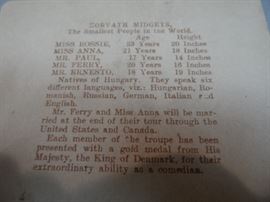 HORVATH MIDGETS,
The Smallest People in the World.
Age Height
MISS ROSSIE, 23 Years 20 Inches
MISS ANNA, 21 Years 18 Inches
MR. PAUL, 17 Years 14 Inches
MR. FERRY, 20 Years 16 Inches
MR. ERNESTO, 18 Years 19 Inches
Natives of Hungary. They speak six
different languages, viz.: Hungarian, Ro-
manish, Russian, German, Italian and
English.
Mr. Ferry and Miss Anna will be mar-
ried at the end of their tour through the
United States and Canada.
Each member of the troupe has been
presented with a gold medal from His
Majesty, the King of Denmark, for their
extraordinary ability as a comedian.